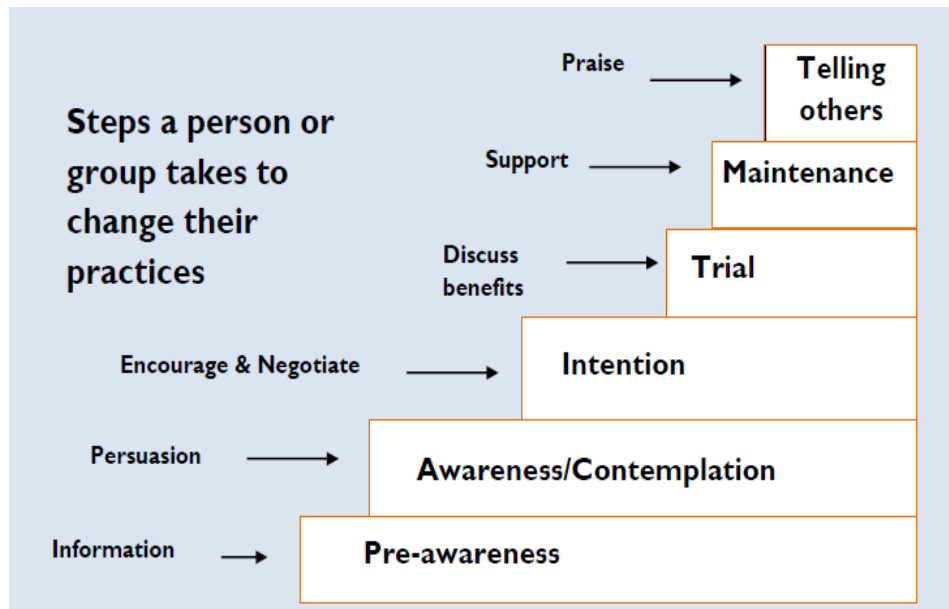 Praise
Telling
others
Steps a person or
group takes to
change their
practices
Support
Maintenance
Discuss
benefits
Trial
Encourage & Negotiate
Intention
Persuasion
Awareness/Contemplation
Information
Pre-awareness